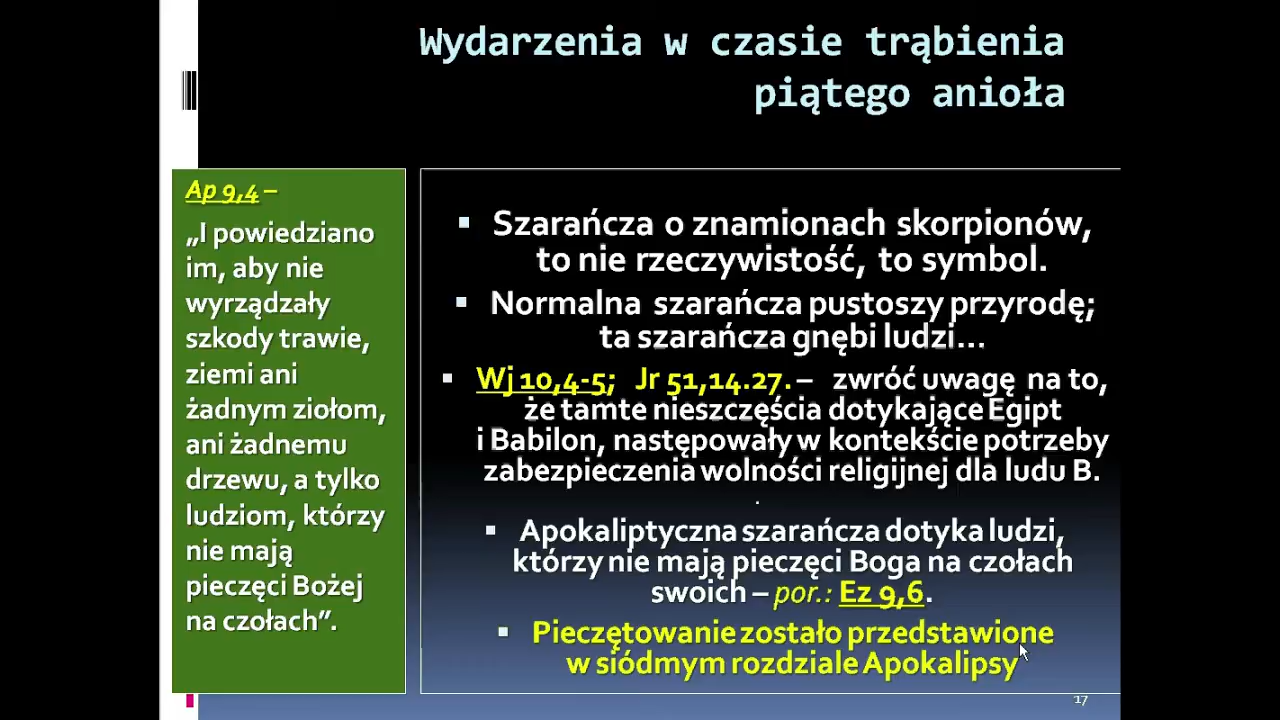 Wydarzenia w czasie trąbienia
piątego anioła
Ap 9,4 –
„I powiedziano
im, aby nie
wyrządzały
szkody trawie,
ziemi ani
żadnym ziołom,
ani żadnemu
drzewu, a tylko
ludziom, którzy
nie mają
pieczęci Bożej
na czołach”.
▪ Szarańcza o znamionach skorpionów,
to nie rzeczywistość, to symbol.
▪ Normalna szarańcza pustoszy przyrodę;
ta szarańcza gnębi ludzi...
▪ Wj 10,4-5; Jr 51,14.27. – zwróć uwagę na to,
że tamte nieszczęścia dotykające Egipt
i Babilon, następowały w kontekście potrzeby
zabezpieczenia wolności religijnej dla ludu B.
.
▪ Apokaliptyczna szarańcza dotyka ludzi,
którzy nie mają pieczęci Boga na czołach
swoich – por.: Ez 9,6.
▪ Pieczętowanie zostało przedstawione
w siódmym rozdziale Apokalipsy
17